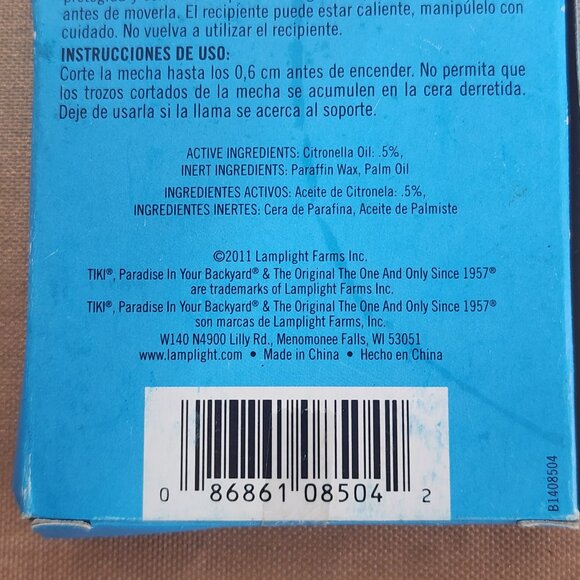 antes de moverla. El recipiente puede estar caliente, manipúlelo con
cuidado. No vuelva a utilizar el recipiente.
INSTRUCCIONES DE USO:
Corte la mecha hasta los 0,6 cm antes de encender. No permita que
los trozos cortados de la mecha se acumulen en la cera derretida.
Deje de usarla si la llama se acerca al soporte.
ACTIVE INGREDIENTS: Citronella Oil: .5%,
INERT INGREDIENTS: Paraffin Wax, Palm Oil
INGREDIENTES ACTIVOS: Aceite de Citronela: .5%,
INGREDIENTES INERTES: Cera de Parafina, Aceite de Palmiste
©2011 Lamplight Farms Inc.
TIKI®, Paradise In Your Backyard® & The Original The One And Only Since 1957®
are trademarks of Lamplight Farms Inc.
TIKI®, Paradise In Your Backyard® & The Original The One And Only Since 1957®
son marcas de Lamplight Farms, Inc.
W140 N4900 Lilly Rd., Menomonee Falls, WI 53051
www.lamplight.com • Made in China • Hecho en China
0 86861 08504 2
B1408504